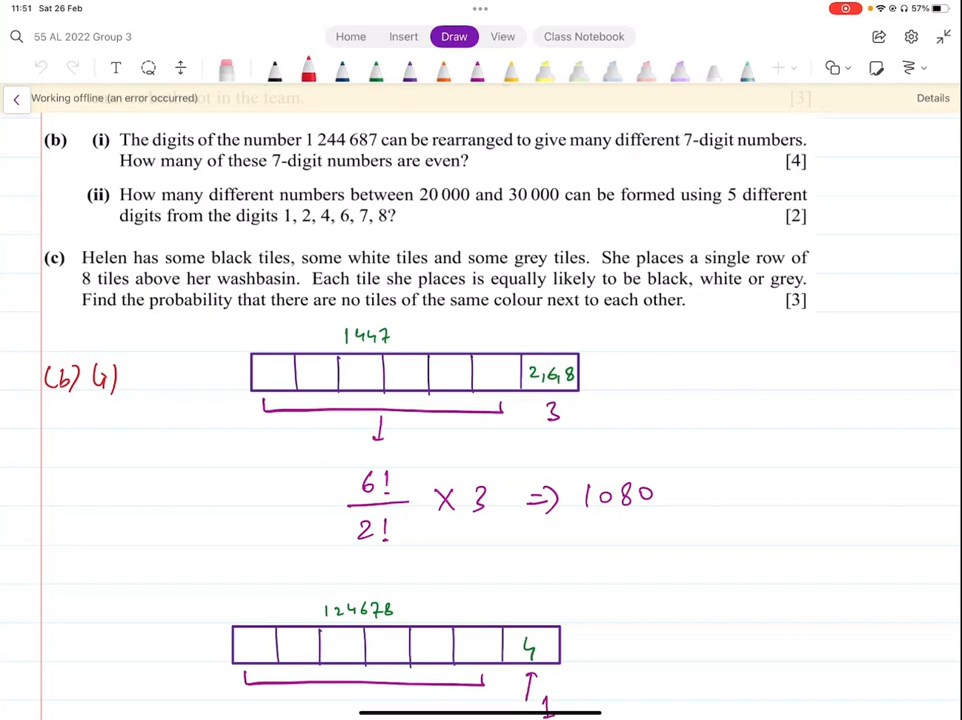 11:51 Sat 26 Feb
57%
55 AL 2022 Group 3
Home Insert Draw View Class Notebook
Working offline (an error occurred)
in the team.
[3]
Details
(b) (i) The digits of the number 1 244 687 can be rearranged to give many different 7-digit numbers.
How many of these 7-digit numbers are even? [4]
(ii) How many different numbers between 20 000 and 30 000 can be formed using 5 different
digits from the digits 1, 2, 4, 6, 7, 8? [2]
(c) Helen has some black tiles, some white tiles and some grey tiles. She places a single row of
8 tiles above her washbasin. Each tile she places is equally likely to be black, white or grey.
Find the probability that there are no tiles of the same colour next to each other. [3]
1447
(b) (i) 2,6,8
3
6!/2! × 3 => 1080
124678
4
1